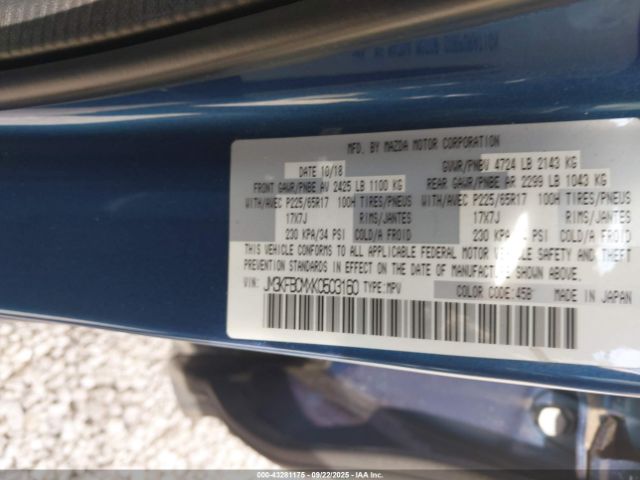 MFD. BY MAZDA MOTOR CORPORATION
DATE 10/18 GVWR/PNBV 4724 LB 2143 KG
FRONT GAWR/PNBE AV 2425 LB 1100 KG REAR GAWR/PNBE AR 2299 LB 1043 KG
WITH/AVEC P225/65R17 100H TIRES/PNEUS WITH/AVEC P225/65R17 100H TIRES/PNEUS
17X7J RIMS/JANTES 17X7J RIMS/JANTES
230 KPA/34 PSI COLD/A FROID 230 KPA/34 PSI COLD/A FROID
THIS VEHICLE CONFORMS TO ALL APPLICABLE FEDERAL MOTOR VEHICLE SAFETY AND THEFT
PREVENTION STANDARDS IN EFFECT ON THE DATE OF MANUFACTURE SHOWN ABOVE.
VIN: TYPE:MPV COLOR CODE:45B MADE IN JAPAN
000-43281175 - 09/22/2025 - IAAC